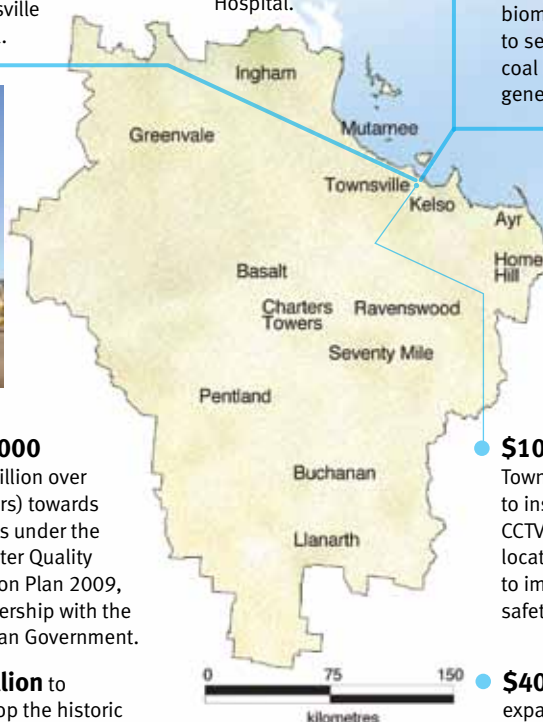 sville
Hospital.
biom
to se
coal
gene
Ingham
Greenvale
Mutarnee
Townsville
Kelso
Ayr
Home
Hill
Basalt
Charters
Towers
Ravenswood
Seventy Mile
Pentland
Buchanan
Llanarth
000
illion over
rs) towards
s under the
ter Quality
on Plan 2009,
ership with the
an Government.
llion to
op the historic
$10
Town
to ins
CCTV
locat
to im
safet
0 75 150
kilometres
$40
expa